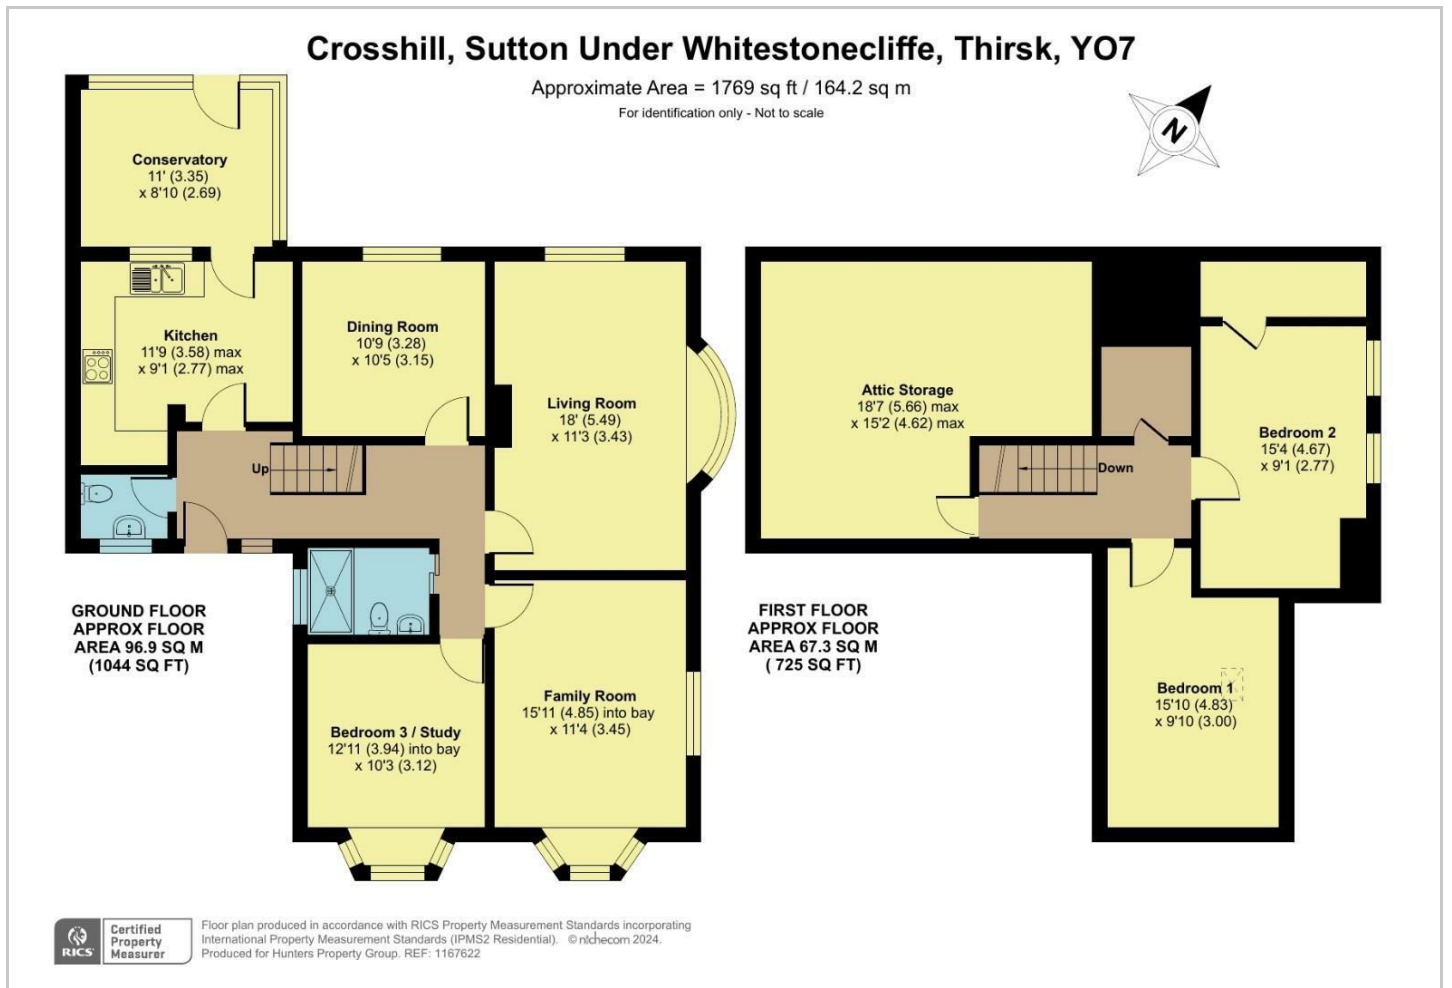 Crosshill, Sutton Under Whitestonecliffe, Thirsk, YO7
Approximate Area = 1769 sq ft / 164.2 sq m
For identification only - Not to scale
N
Conservatory
11' (3.35)
x 8'10 (2.69)
Kitchen
11'9 (3.58) max
x 9'1 (2.77) max
Dining Room
10'9 (3.28)
x 10'5 (3.15)
Living Room
18' (5.49)
x 11'3 (3.43)
Up
Attic Storage
18'7 (5.66) max
x 15'2 (4.62) max
Bedroom 2
15'4 (4.67)
x 9'1 (2.77)
Down
GROUND FLOOR
APPROX FLOOR
AREA 96.9 SQ M
(1044 SQ FT)
Bedroom 3 / Study
12'11 (3.94) into bay
x 10'3 (3.12)
Family Room
15'11 (4.85) into bay
x 11'4 (3.45)
FIRST FLOOR
APPROX FLOOR
AREA 67.3 SQ M
( 725 SQ FT)
Bedroom 1
15'10 (4.83)
x 9'10 (3.00)
RICS
Certified
Property
Measurer
Floor plan produced in accordance with RICS Property Measurement Standards incorporating
International Property Measurement Standards (IPMS2 Residential). © nichecom 2024.
Produced for Hunters Property Group. REF: 1167622